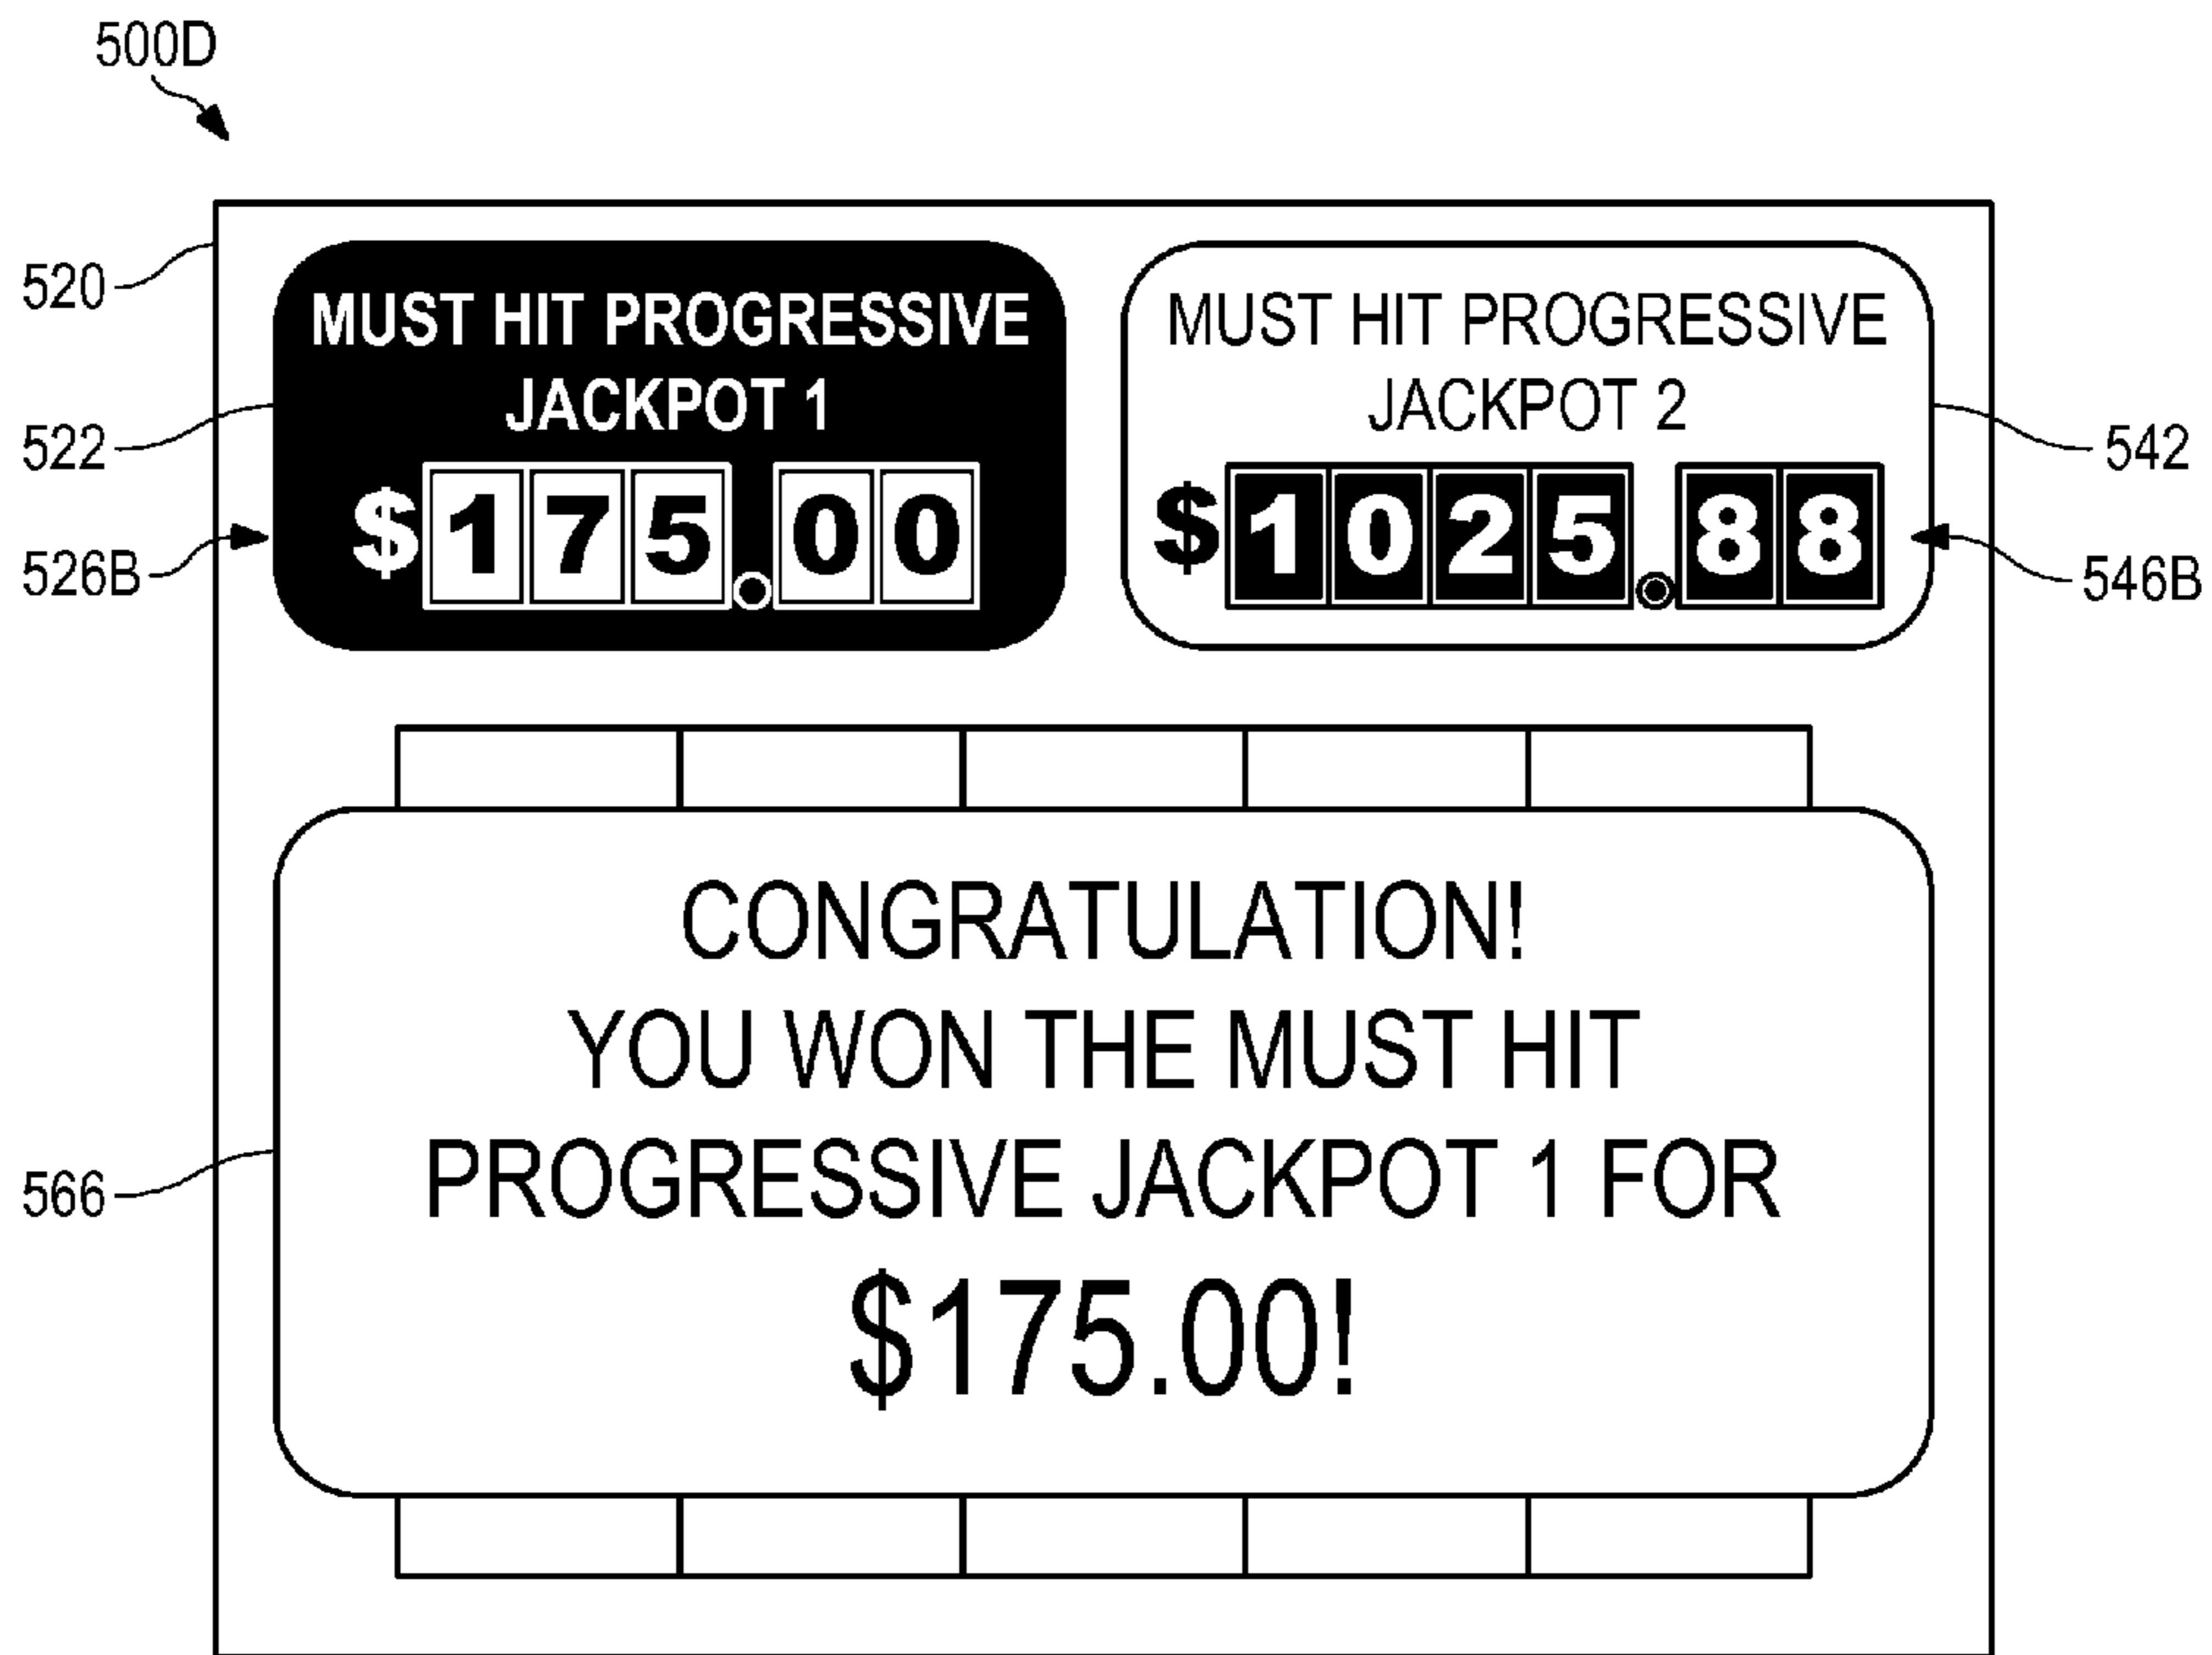 500D
520
MUST HIT PROGRESSIVE
JACKPOT 1
$175.00
522
526B
MUST HIT PROGRESSIVE
JACKPOT 2
$1025.88
542
546B
CONGRATULATION!
YOU WON THE MUST HIT
PROGRESSIVE JACKPOT 1 FOR
$175.00!
566